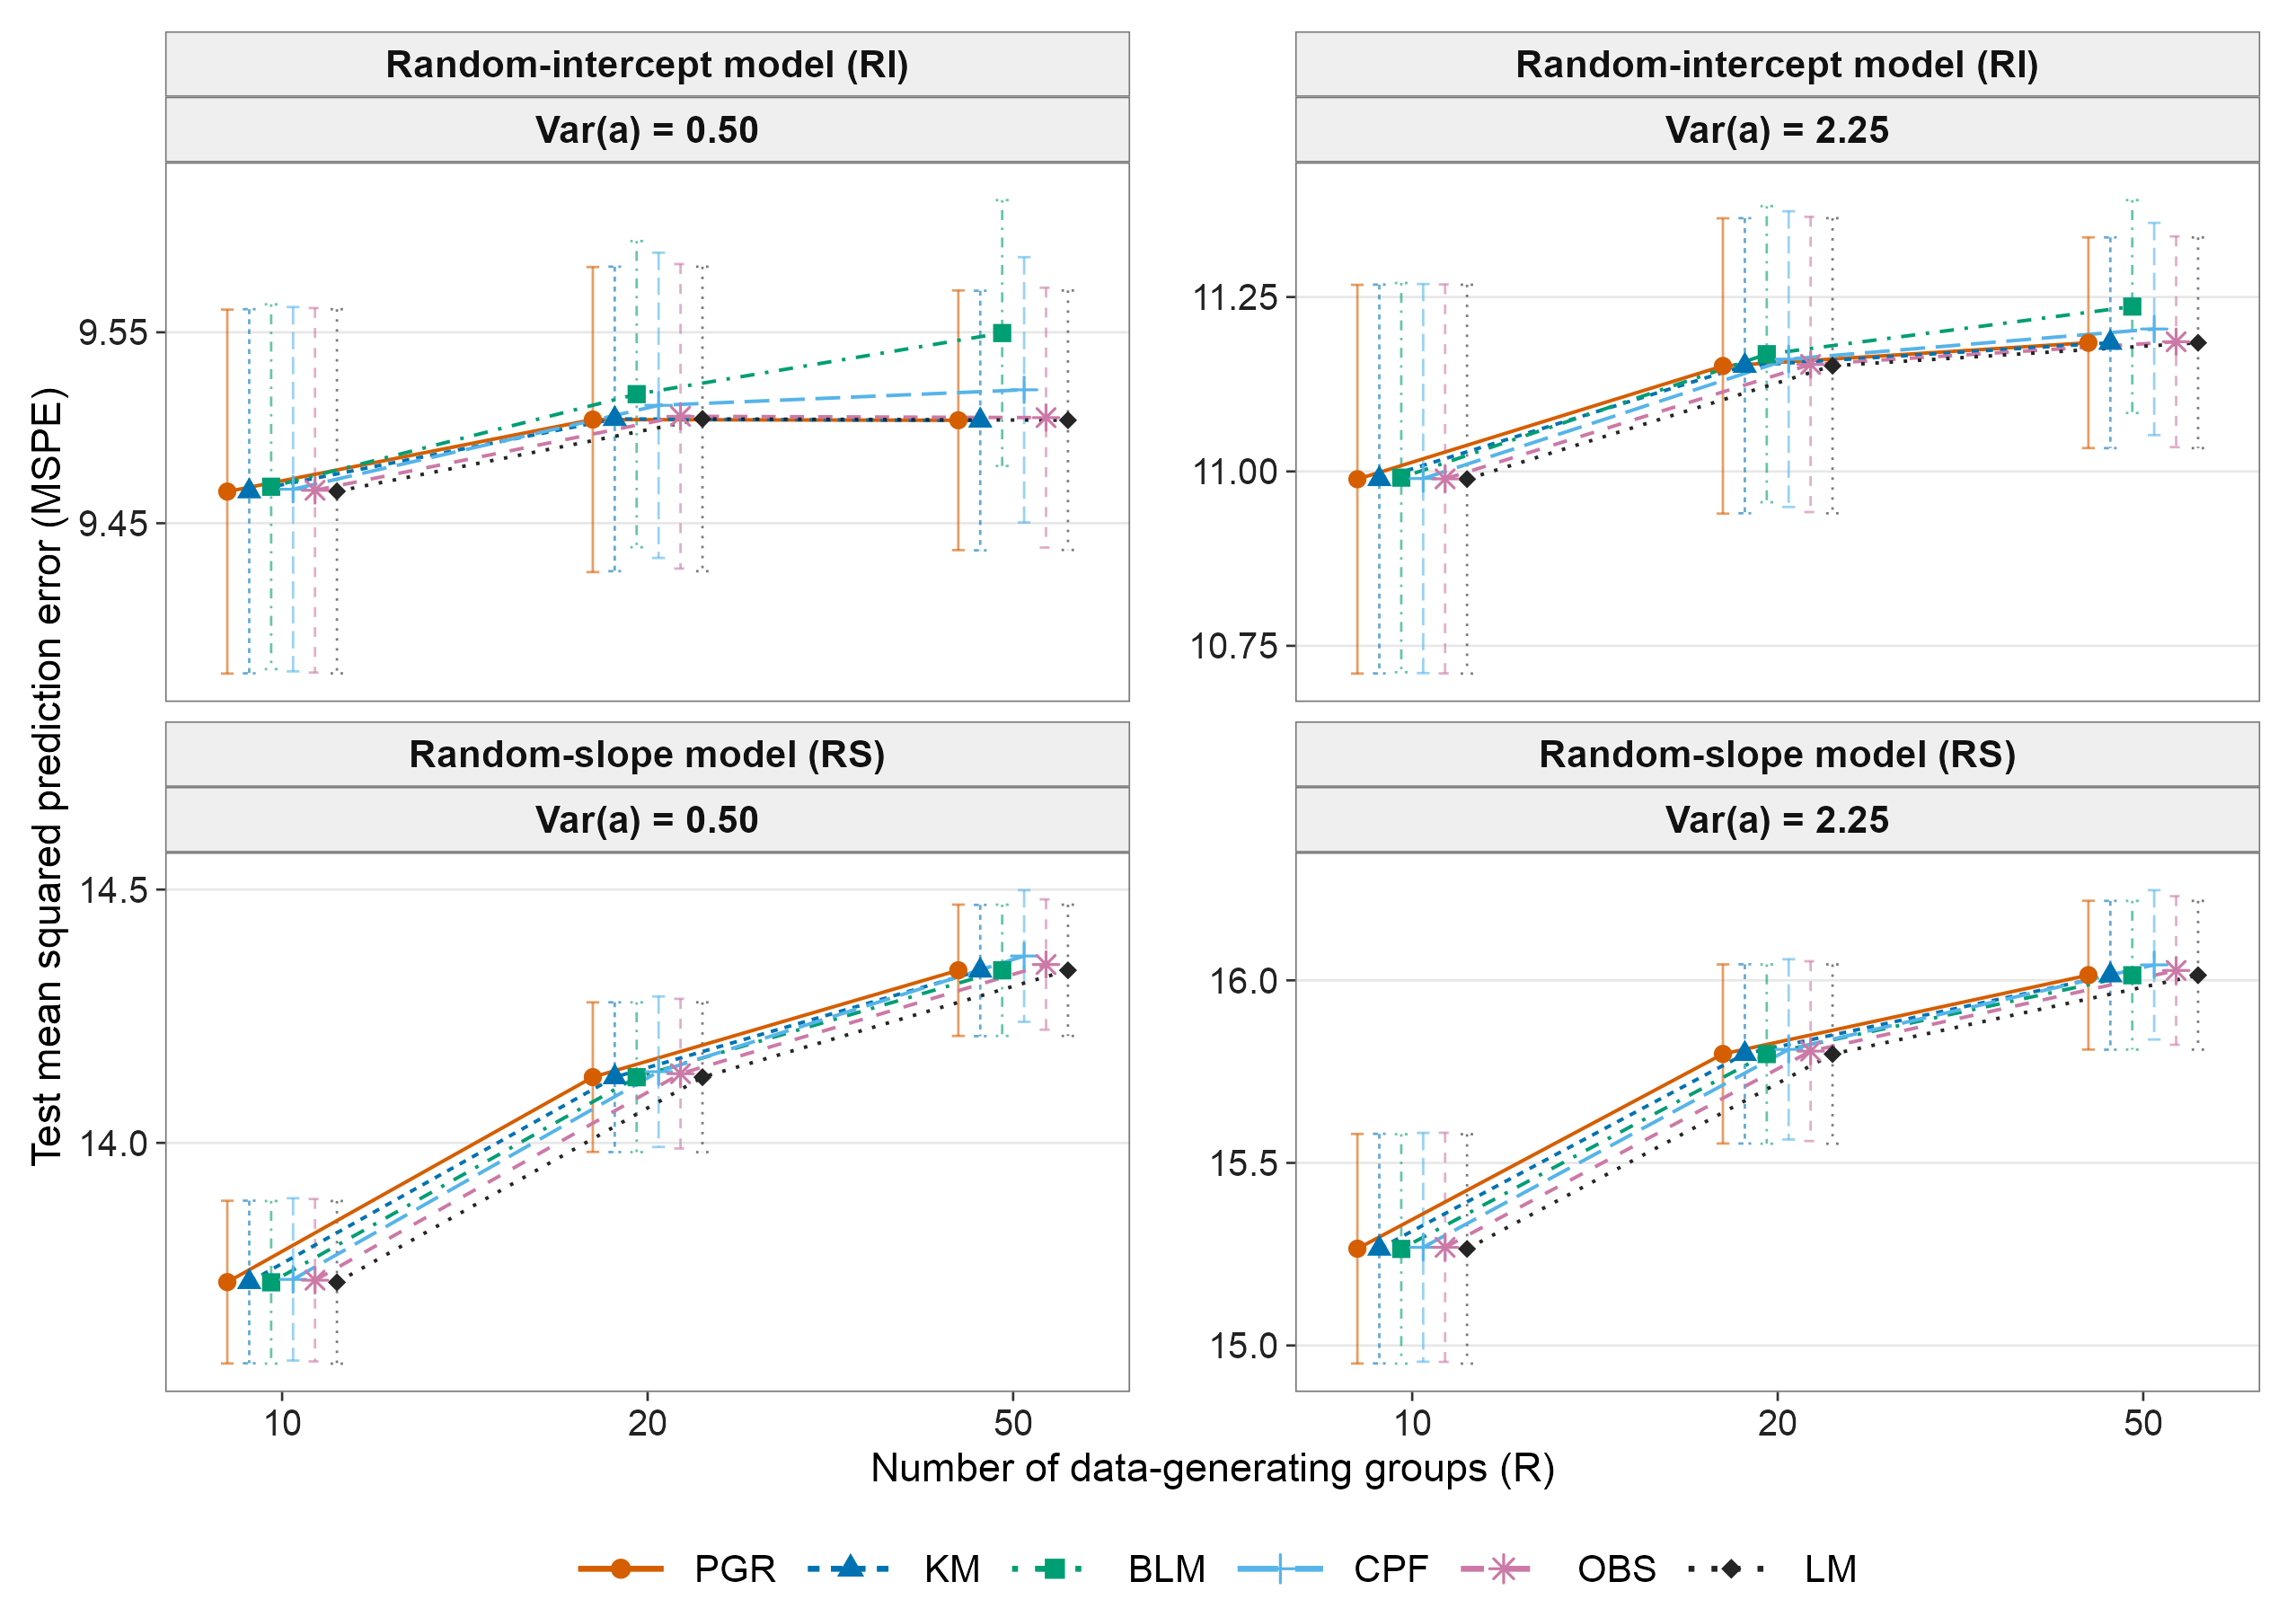 Random-intercept model (RI)
Var(a) = 0.50
Random-intercept model (RI)
Var(a) = 2.25
9.55
9.45
11.25
11.00
10.75
Random-slope model (RS)
Var(a) = 0.50
Random-slope model (RS)
Var(a) = 2.25
14.5
14.0
16.0
15.5
15.0
Test mean squared prediction error (MSPE)
10 20 50
10 20 50
Number of data-generating groups (R)
PGR KM BLM CPF OBS LM